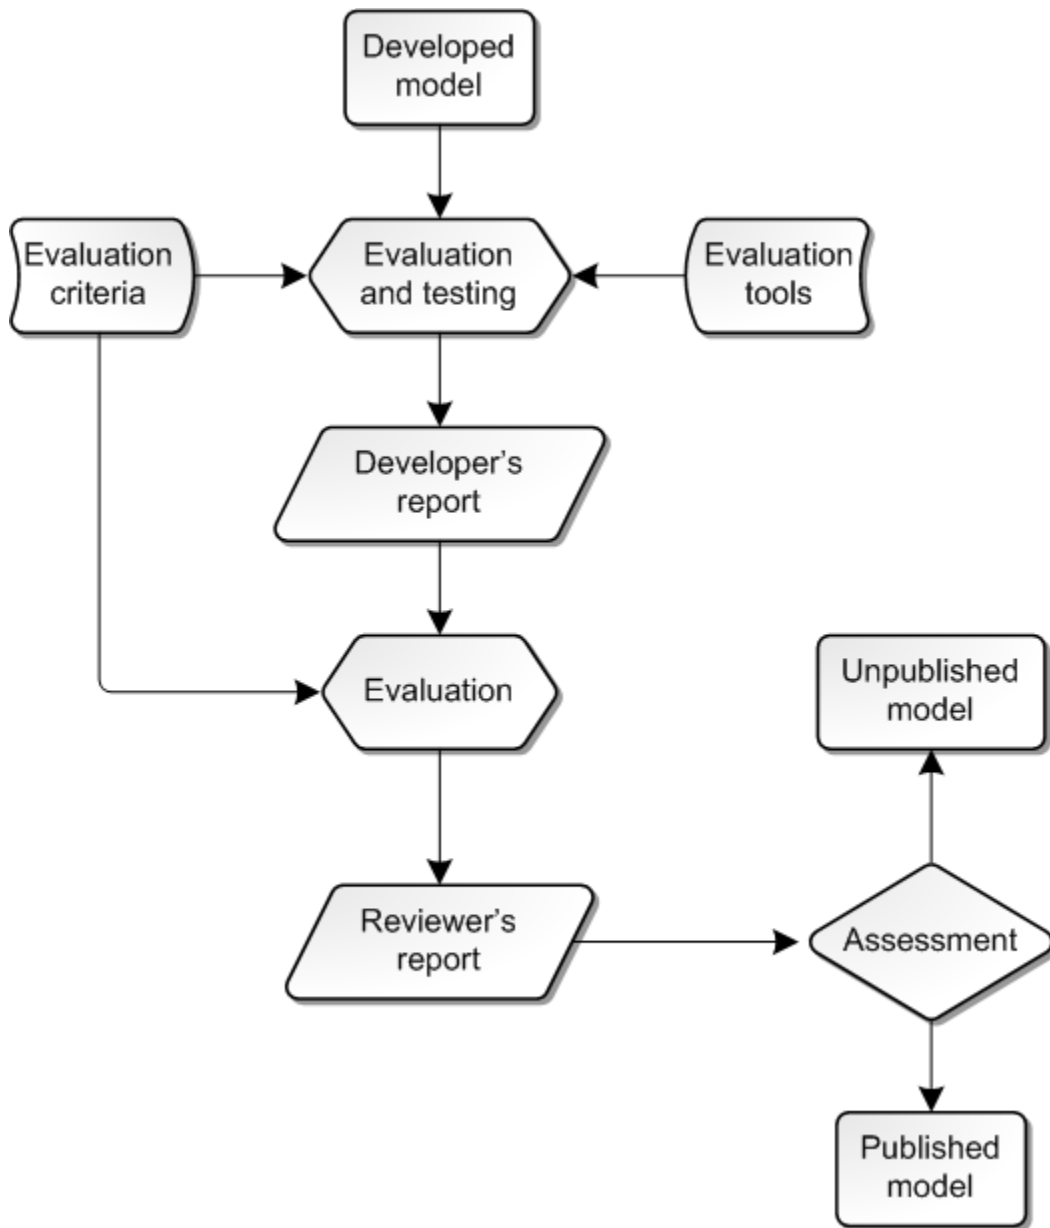 Developed
model
Evaluation
criteria
Evaluation
and testing
Evaluation
tools
Developer’s
report
Evaluation
Unpublished
model
Reviewer’s
report
Assessment
Published
model